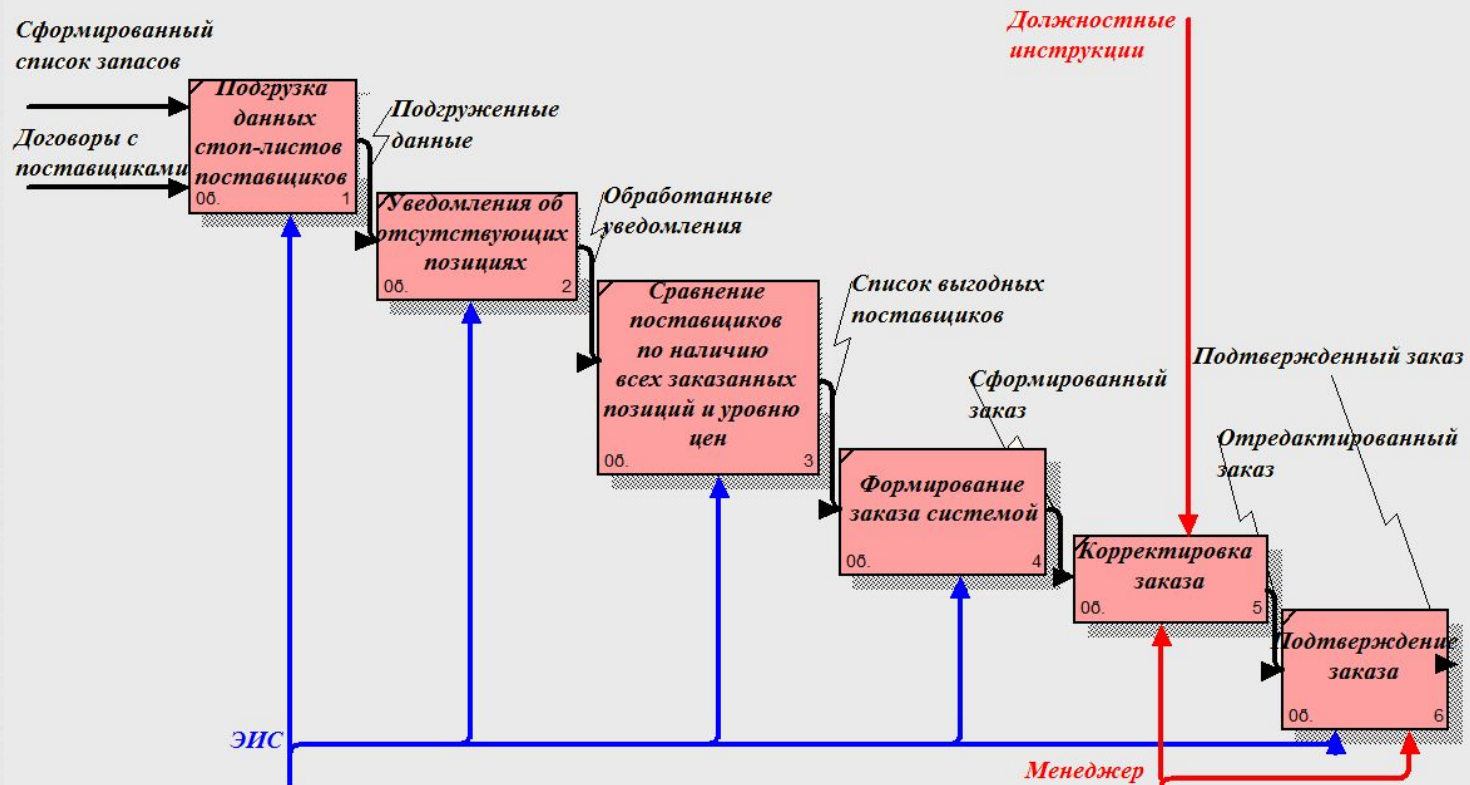 Сформированный
список запасов
Договоры с
поставщиками
Подгрузка
данных
стоп-листов
поставщиков
0б.
1
Подгруженные
данные
Уведомления об
отсутствующих
позициях
0б.
2
Обработанные
уведомления
Сравнение
поставщиков
по наличию
всех заказанных
позиций и уровню
цен
0б.
3
Список выгодных
поставщиков
Формирование
заказа системой
0б.
4
Сформированный
заказ
Должностные
инструкции
Корректировка
заказа
0б.
5
Отредактированный
заказ
Подтвержденный заказ
Подтверждение
заказа
0б.
6
ЭИС
Менеджер